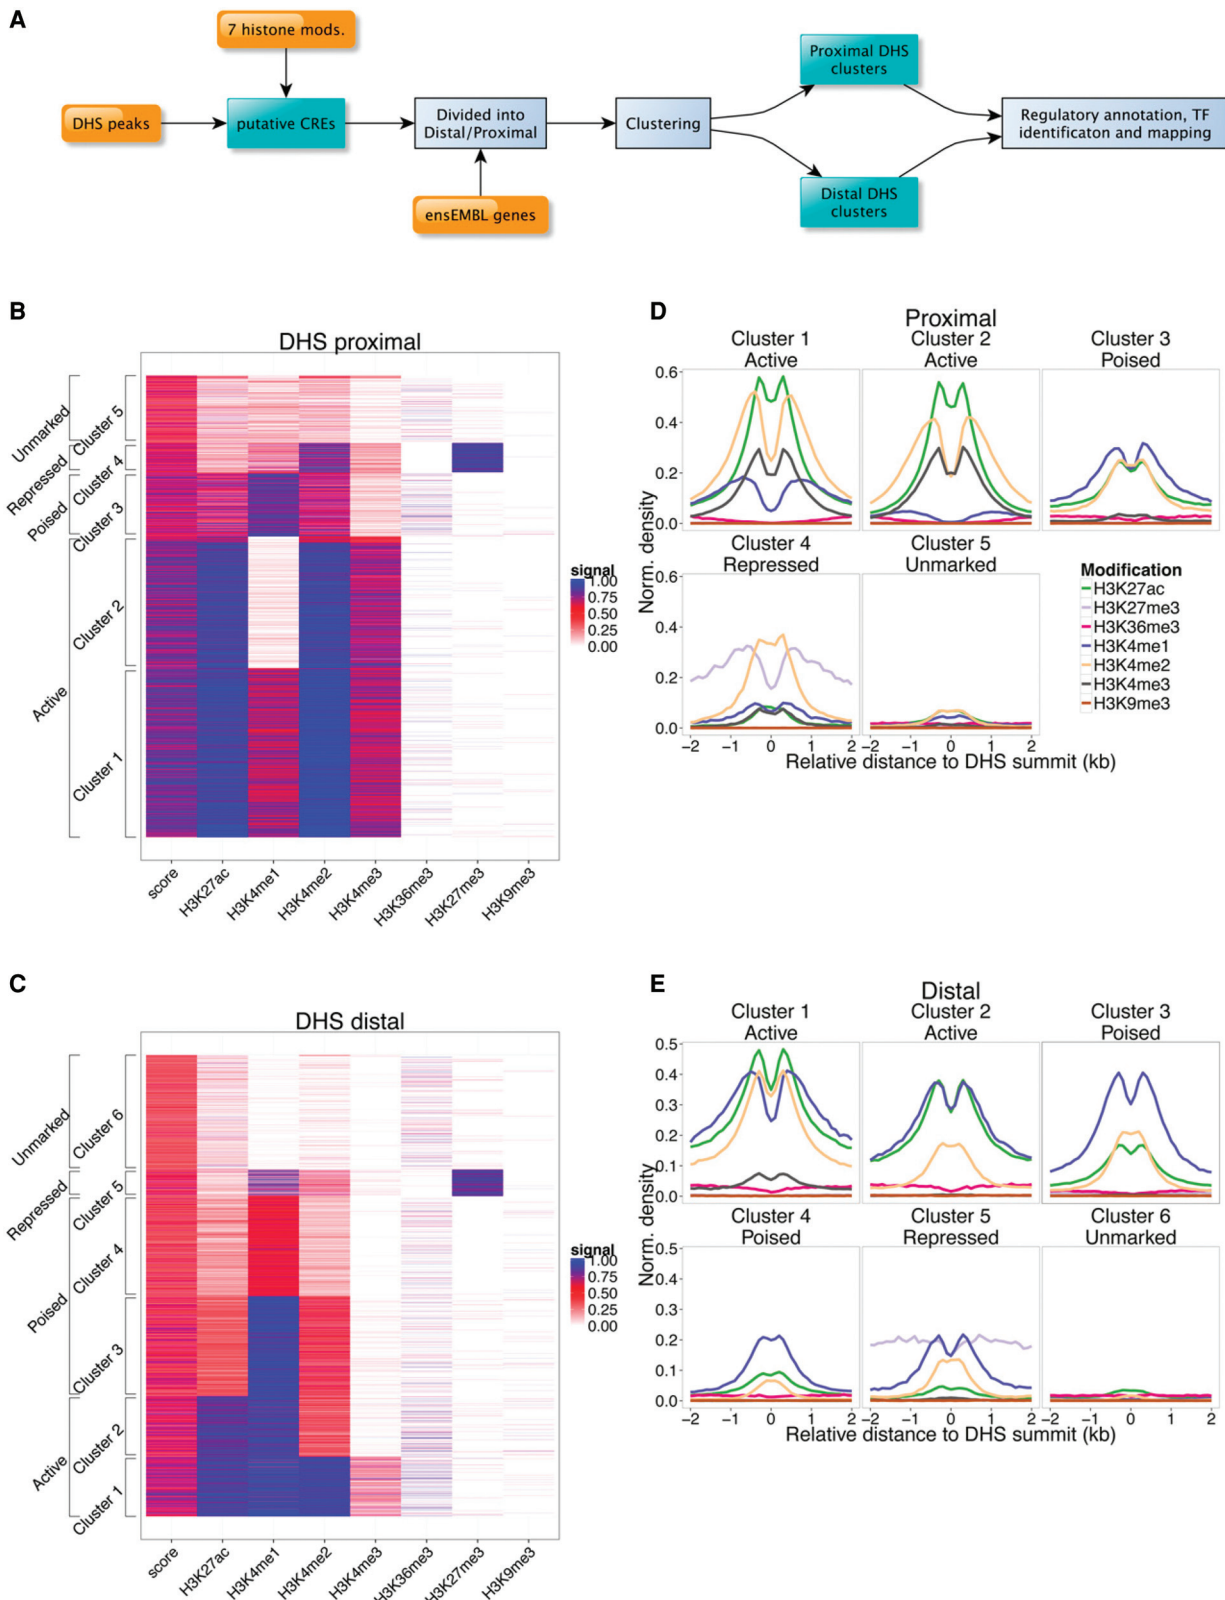 A
7 histone mods.
DHS peaks
putative CREs
Divided into
Distal/Proximal
ensEMBL genes
Clustering
Proximal DHS
clusters
Distal DHS
clusters
Regulatory annotation, TF
identificaton and mapping
B
DHS proximal
Unmarked
Repressed
Poised
Active
Cluster 5
Cluster 4
Cluster 3
Cluster 2
Cluster 1
signal
1.00
0.75
0.50
0.25
0.00
score
H3K27ac
H3K4me1
H3K4me2
H3K4me3
H3K36me3
H3K27me3
H3K9me3
D
Proximal
Cluster 1
Active
Cluster 2
Active
Cluster 3
Poised
0.6
0.4
0.2
0.0
Cluster 4
Repressed
Cluster 5
Unmarked
0.6
0.4
0.2
0.0
Norm. density
−2 −1 0 1 2
−2 −1 0 1 2
Relative distance to DHS summit (kb)
Modification
H3K27ac
H3K27me3
H3K36me3
H3K4me1
H3K4me2
H3K4me3
H3K9me3
C
DHS distal
Unmarked
Repressed
Poised
Active
Cluster 6
Cluster 5
Cluster 4
Cluster 3
Cluster 2
Cluster 1
signal
1.00
0.75
0.50
0.25
0.00
score
H3K27ac
H3K4me1
H3K4me2
H3K4me3
H3K36me3
H3K27me3
H3K9me3
E
Distal
Cluster 1
Active
Cluster 2
Active
Cluster 3
Poised
0.5
0.4
0.3
0.2
0.1
0.0
Cluster 4
Poised
Cluster 5
Repressed
Cluster 6
Unmarked
0.5
0.4
0.3
0.2
0.1
0.0
Norm. density
−2 −1 0 1 2
−2 −1 0 1 2
−2 −1 0 1 2
Relative distance to DHS summit (kb)